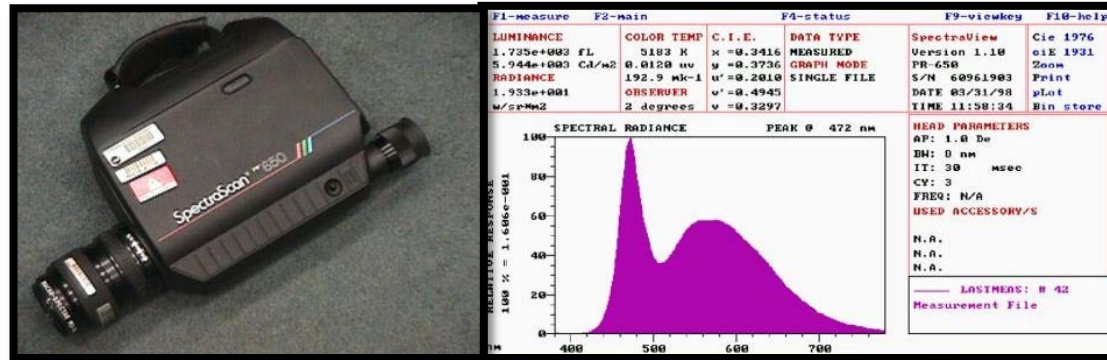 SpectraScan® PR 650
F1-measure F2-main F4-status F9-viewkey F10-help
LUMINANCE
1.735e+003 fL
5.944e+003 Cd/m2
RADIANCE
1.933e+001
w/sr*m2
COLOR TEMP
5183 K
0.0120 uv
192.9 mk-1
OBSERVER
2 degrees
C.I.E.
x =0.3416
y =0.3736
u'=0.2010
v'=0.4945
v =0.3297
DATA TYPE
MEASURED
GRAPH MODE
SINGLE FILE
SpectraView
Version 1.10
PR-650
S/N 60961903
DATE 03/31/98
TIME 11:58:34
Cie 1976
ciE 1931
Zoom
Print
pLot
Bin store
SPECTRAL RADIANCE PEAK @ 472 nm
RELATIVE RESPONSE
100 % = 1.606e-001
100
80
60
40
20
0
nm 400 500 600 700
HEAD PARAMETERS
AP: 1.0 De
BW: 8 nm
IT: 30 msec
CY: 3
FREQ: N/A
USED ACCESSORY/S
N.A.
N.A.
N.A.
LASTMEAS: # 42
Measurement File